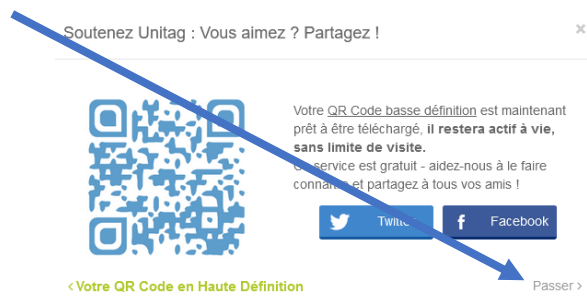 Soutenez Unitag : Vous aimez ? Partagez !
×
Votre QR Code basse définition est maintenant
prêt à être téléchargé, il restera actif à vie,
sans limite de visite.
service est gratuit - aidez-nous à le faire
et partagez à tous vos amis !
Twitter
f Facebook
< Votre QR Code en Haute Définition
Passer >